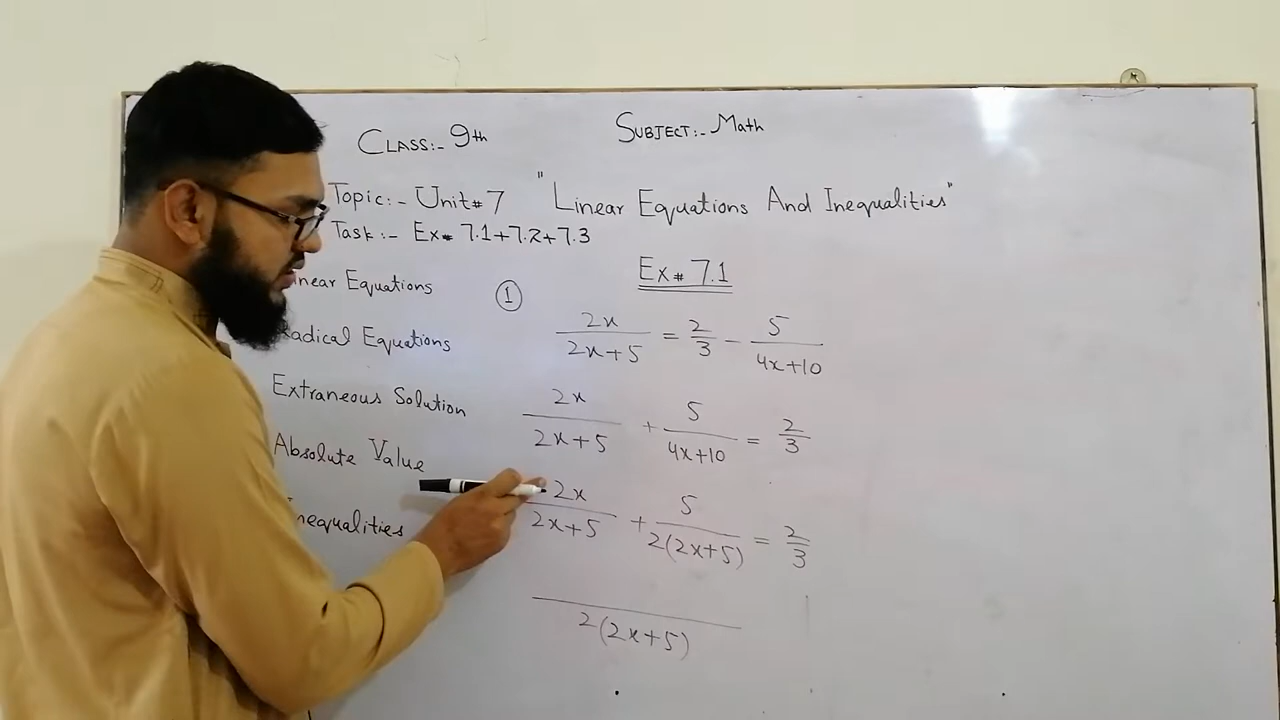 CLASS:- 9th SUBJECT:- Math
Topic:- Unit#7 "Linear Equations And Inequalities"
Task:- Ex# 7.1+7.2+7.3
Ex# 7.1
near Equations
Radical Equations
Extraneous Solution
Absolute Value
nequalities
①
2x/(2x+5) = 2/3 - 5/(4x+10)
2x/(2x+5) + 5/(4x+10) = 2/3
2x/(2x+5) + 5/(2(2x+5)) = 2/3
2(2x+5)